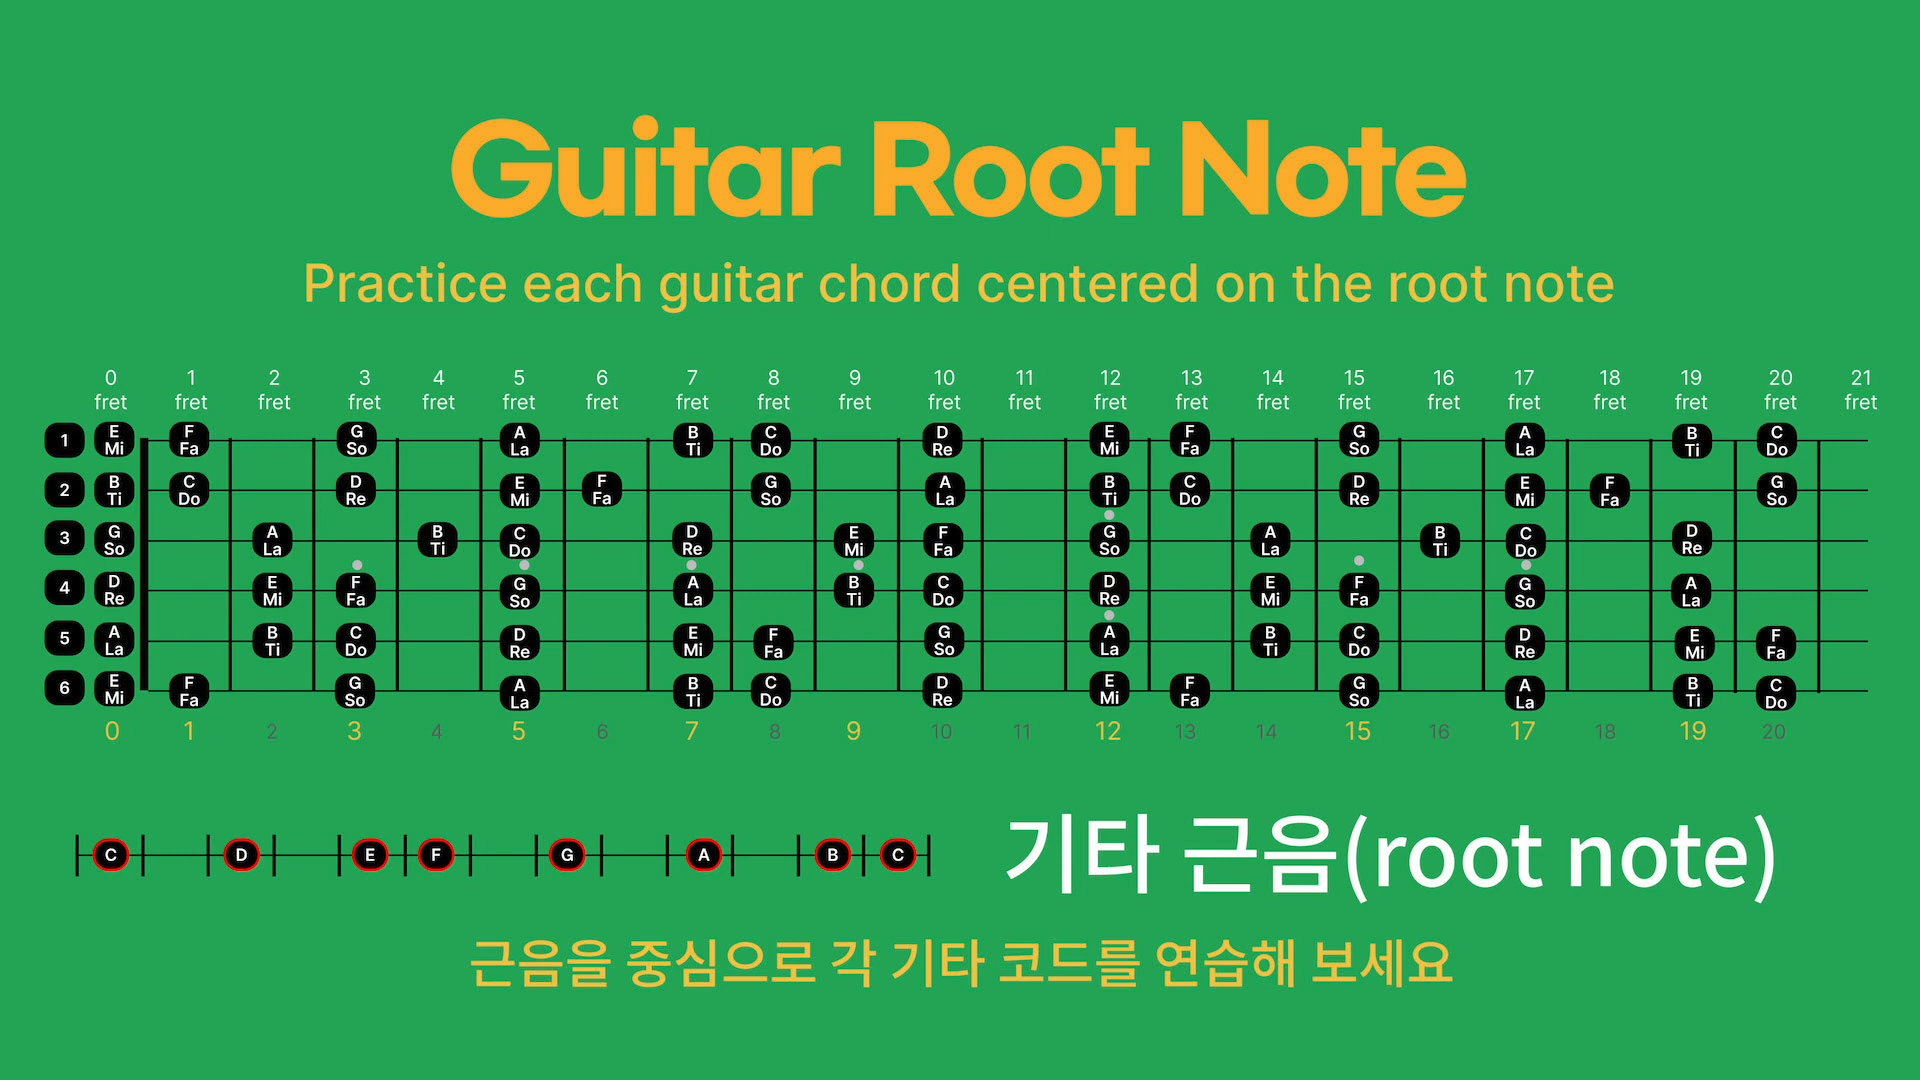 Guitar Root Note
Practice each guitar chord centered on the root note
0 1 2 3 4 5 6 7 8 9 10 11 12 13 14 15 16 17 18 19 20 21
fret fret fret fret fret fret fret fret fret fret fret fret fret fret fret fret fret fret fret fret fret fret
1 E F G A B C D E F G A B C
Mi Fa So La Ti Do Re Mi Fa So La Ti Do
2 B C D E F G A B C D E F G
Ti Do Re Mi Fa So La Ti Do Re Mi Fa So
3 G A B C D E F G A B C D
So La Ti Do Re Mi Fa So La Ti Do Re
4 D E F G A B C D E F G A
Re Mi Fa So La Ti Do Re Mi Fa So La
5 A B C D E F G A B C D E F
La Ti Do Re Mi Fa So La Ti Do Re Mi Fa
6 E F G A B C D E F G A B C
Mi Fa So La Ti Do Re Mi Fa So La Ti Do
0 1 2 3 4 5 6 7 8 9 10 11 12 13 14 15 16 17 18 19 20
C D E F G A B C
기타 근음(root note)
근음을 중심으로 각 기타 코드를 연습해 보세요